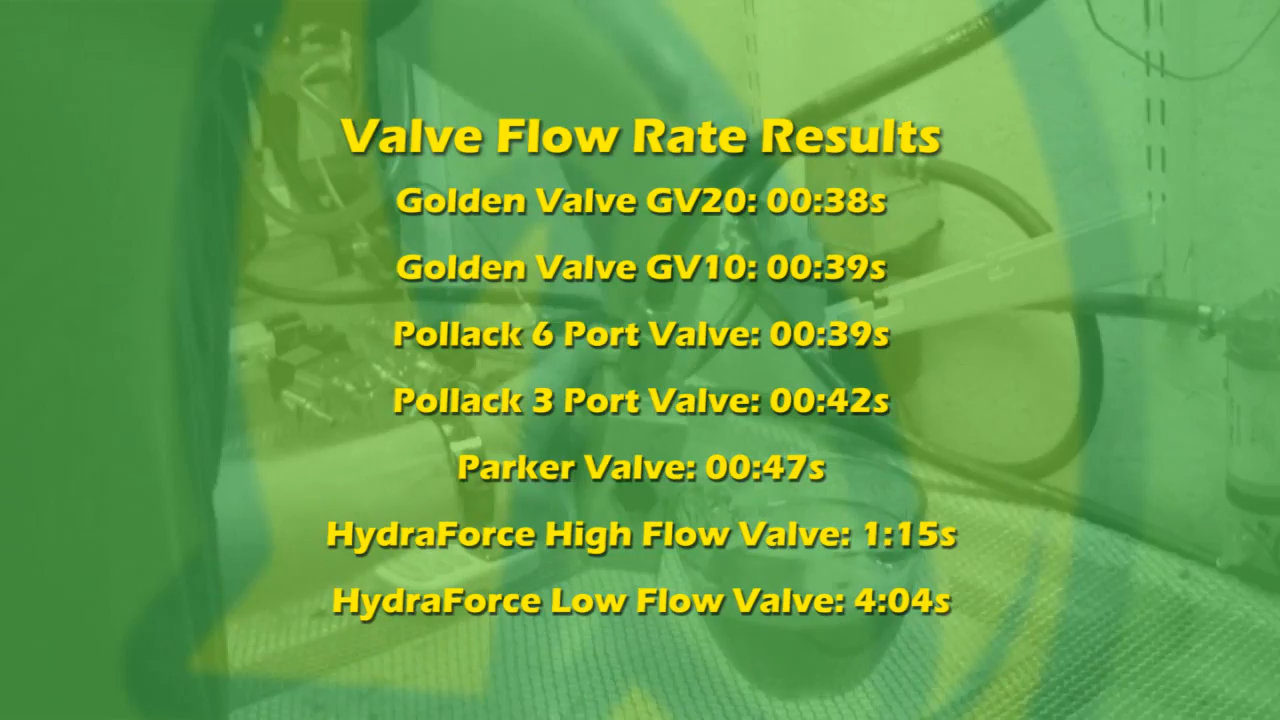 Valve Flow Rate Results
Golden Valve GV20: 00:38s
Golden Valve GV10: 00:39s
Pollack 6 Port Valve: 00:39s
Pollack 3 Port Valve: 00:42s
Parker Valve: 00:47s
HydraForce High Flow Valve: 1:15s
HydraForce Low Flow Valve: 4:04s